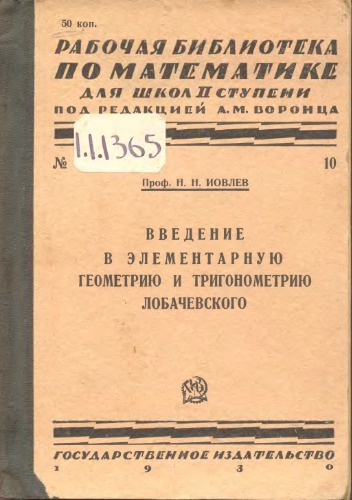 50 коп.
РАБОЧАЯ БИБЛИОТЕКА
ПО МАТЕМАТИКЕ
ДЛЯ ШКОЛ II СТУПЕНИ
ПОД РЕДАКЦИЕЙ А.М. ВОРОНЦА
1.1.1365
№ 10
Проф. Н. Н. ИОВЛЕВ
ВВЕДЕНИЕ
В ЭЛЕМЕНТАРНУЮ
ГЕОМЕТРИЮ И ТРИГОНОМЕТРИЮ
ЛОБАЧЕВСКОГО
ГОСУДАРСТВЕННОЕ ИЗДАТЕЛЬСТВО
1930